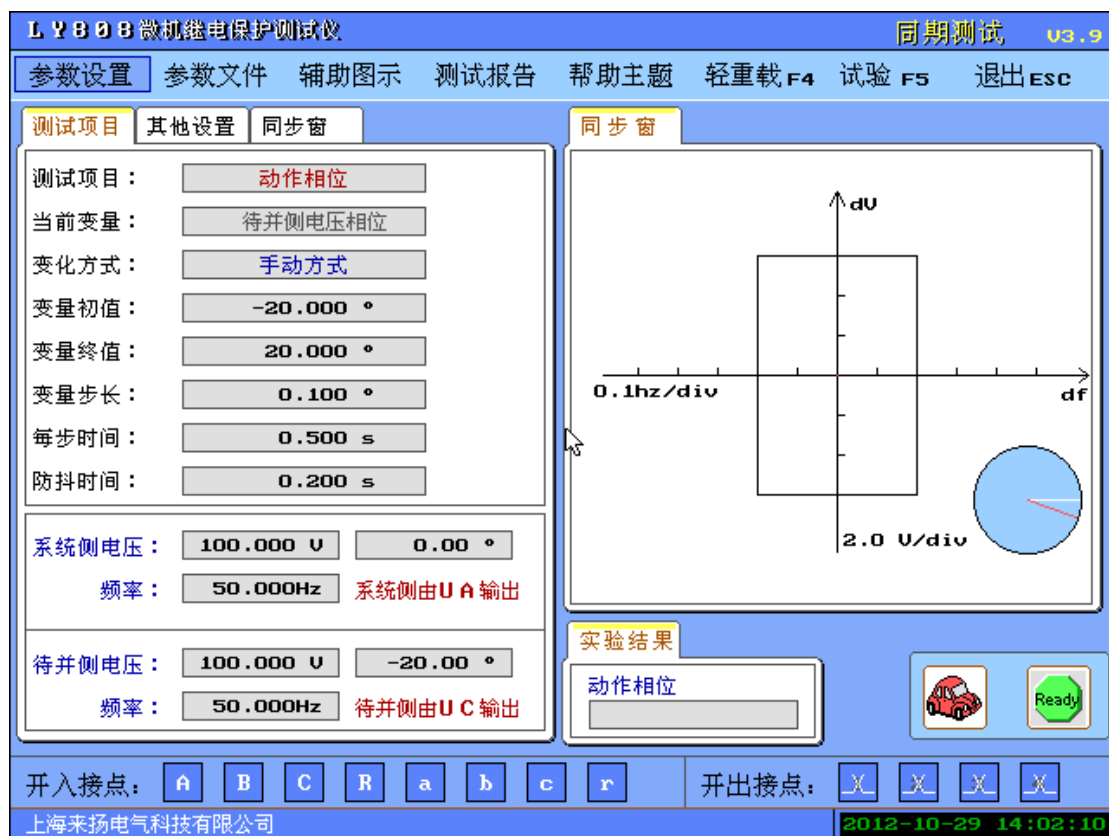 LY808微机继电保护测试仪 同期测试 V3.9
参数设置 参数文件 辅助图示 测试报告 帮助主题 轻重载F4 试验 F5 退出ESC
测试项目 其他设置 同步窗
测试项目： 动作相位
当前变量： 待并侧电压相位
变化方式： 手动方式
变量初值： -20.000 °
变量终值： 20.000 °
变量步长： 0.100 °
每步时间： 0.500 s
防抖时间： 0.200 s
系统侧电压： 100.000 V 0.00 °
频率： 50.000Hz 系统侧由U A 输出
待并侧电压： 100.000 V -20.00 °
频率： 50.000Hz 待并侧由U C 输出
同步窗
dV
0.1hz/div
df
2.0 V/div
实验结果
动作相位
Ready
开入接点： A B C R a b c r 开出接点： X X X X
上海来扬电气科技有限公司 2012-10-29 14:02:10